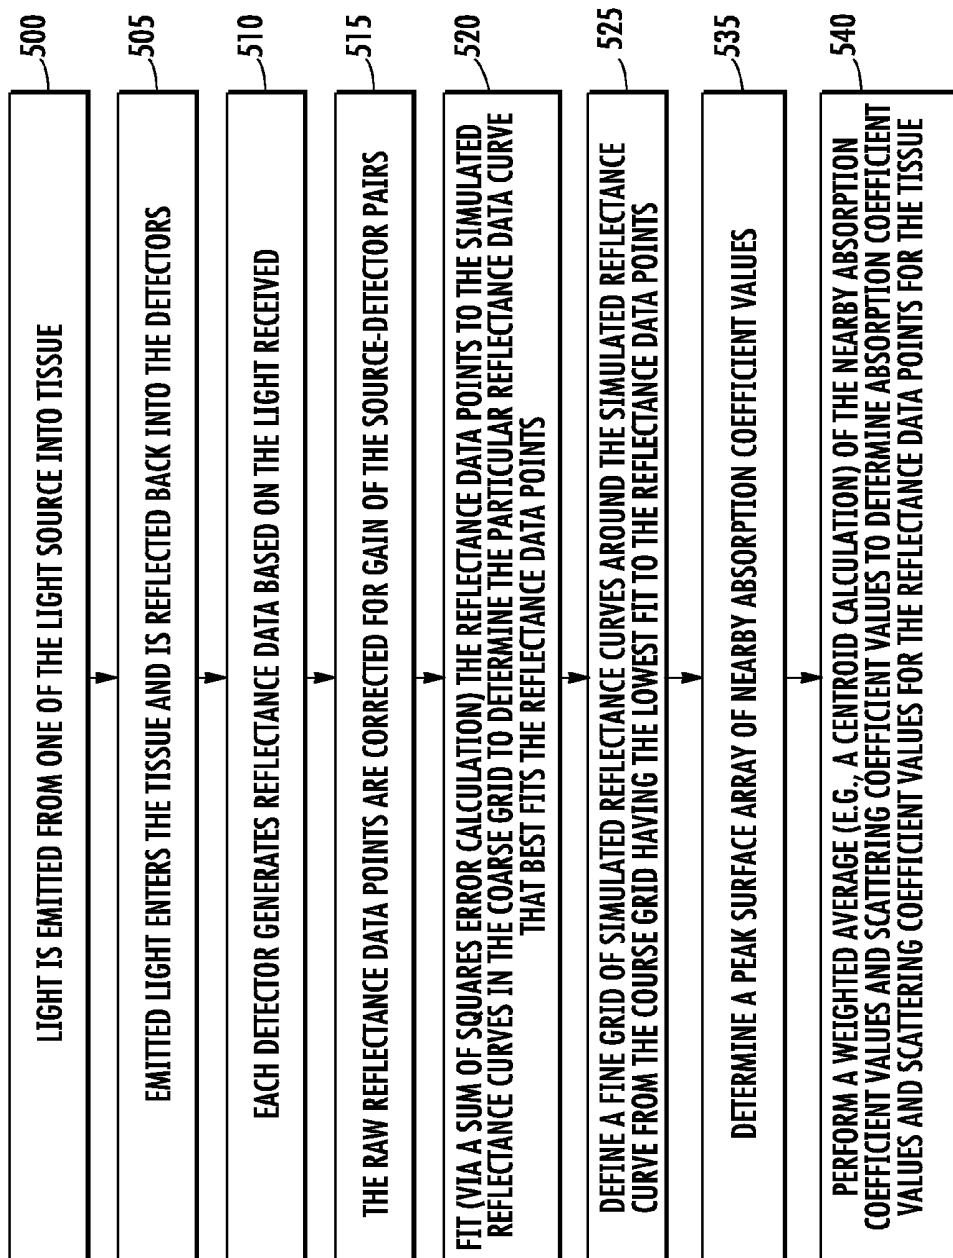 500
LIGHT IS EMITTED FROM ONE OF THE LIGHT SOURCE INTO TISSUE
505
EMITTED LIGHT ENTERS THE TISSUE AND IS REFLECTED BACK INTO THE DETECTORS
510
EACH DETECTOR GENERATES REFLECTANCE DATA BASED ON THE LIGHT RECEIVED
515
THE RAW REFLECTANCE DATA POINTS ARE CORRECTED FOR GAIN OF THE SOURCE-DETECTOR PAIRS
520
FIT (VIA A SUM OF SQUARES ERROR CALCULATION) THE REFLECTANCE DATA POINTS TO THE SIMULATED
REFLECTANCE CURVES IN THE COARSE GRID TO DETERMINE THE PARTICULAR REFLECTANCE DATA CURVE
THAT BEST FITS THE REFLECTANCE DATA POINTS
525
DEFINE A FINE GRID OF SIMULATED REFLECTANCE CURVES AROUND THE SIMULATED REFLECTANCE
CURVE FROM THE COURSE GRID HAVING THE LOWEST FIT TO THE REFLECTANCE DATA POINTS
535
DETERMINE A PEAK SURFACE ARRAY OF NEARBY ABSORPTION COEFFICIENT VALUES
540
PERFORM A WEIGHTED AVERAGE (E.G., A CENTROID CALCULATION) OF THE NEARBY ABSORPTION
COEFFICIENT VALUES AND SCATTERING COEFFICIENT VALUES TO DETERMINE ABSORPTION COEFFICIENT
VALUES AND SCATTERING COEFFICIENT VALUES FOR THE REFLECTANCE DATA POINTS FOR THE TISSUE